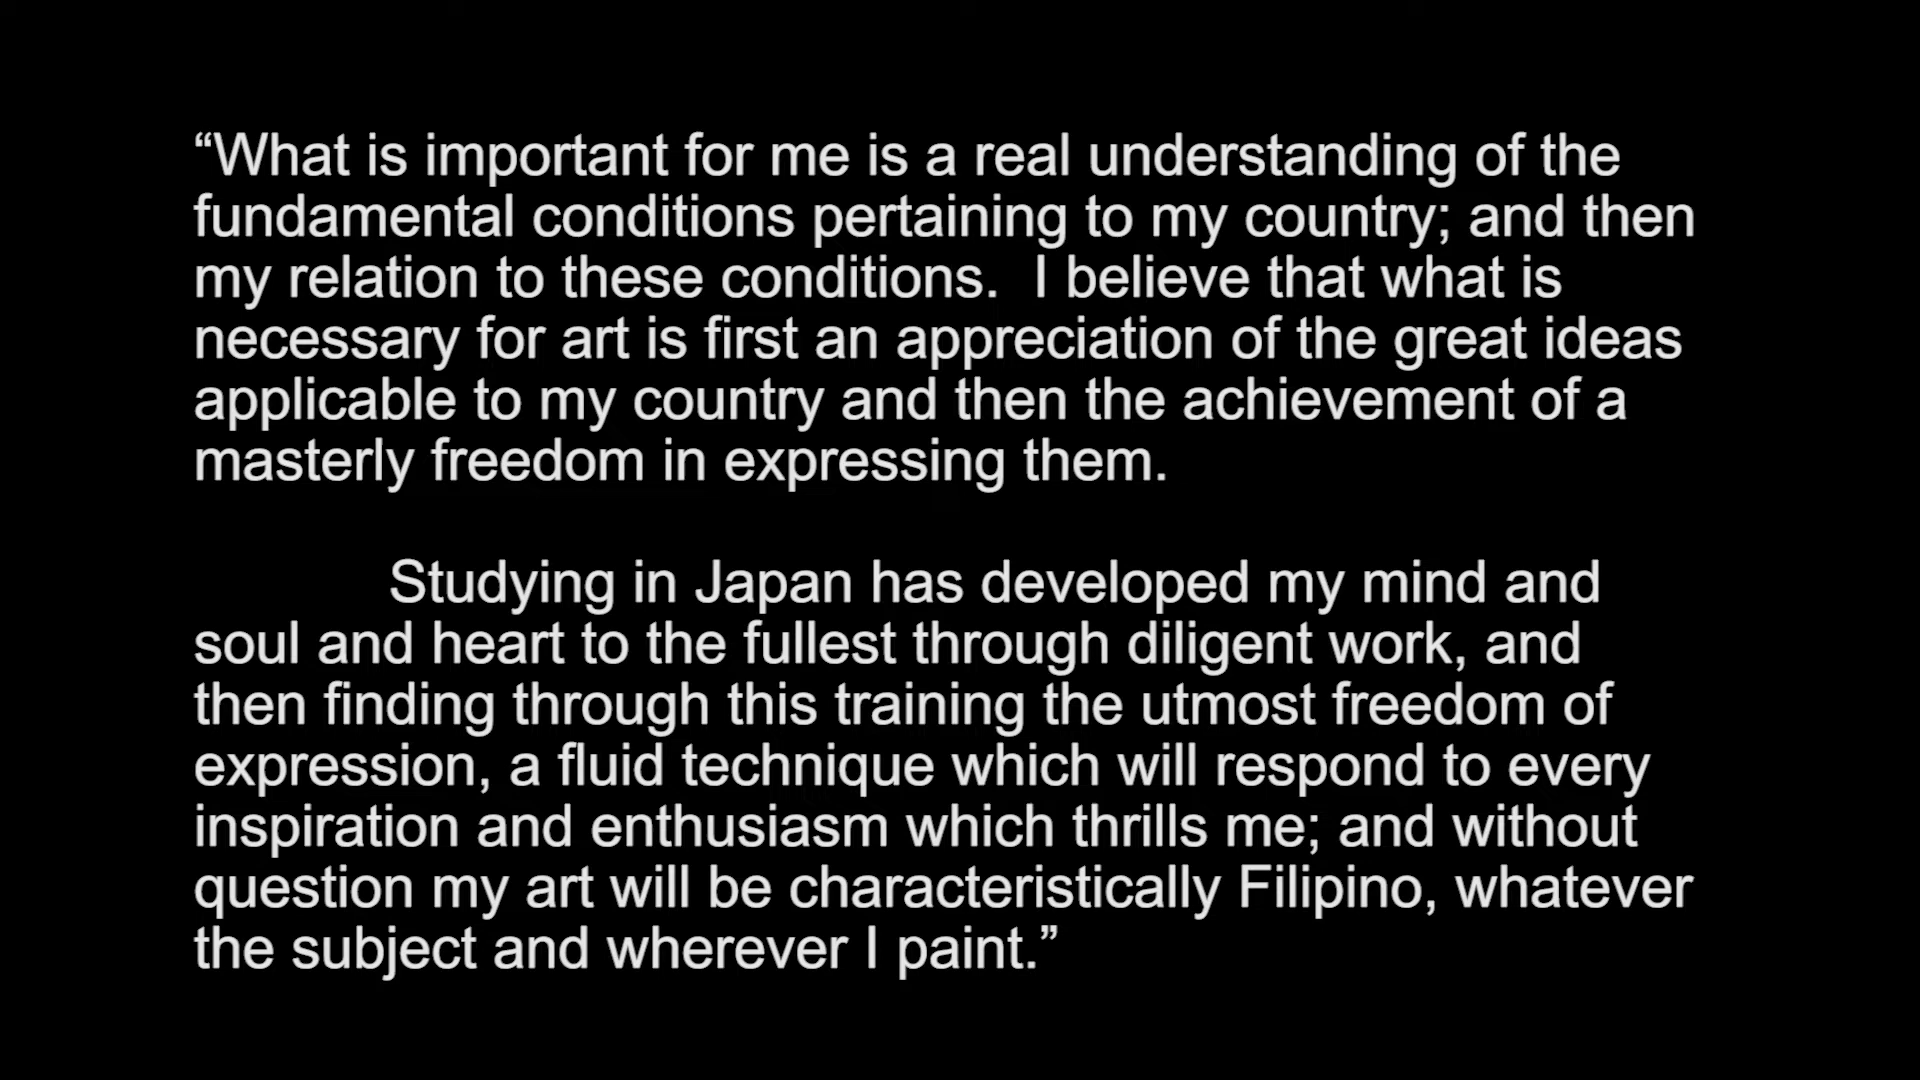 “What is important for me is a real understanding of the
fundamental conditions pertaining to my country; and then
my relation to these conditions.  I believe that what is
necessary for art is first an appreciation of the great ideas
applicable to my country and then the achievement of a
masterly freedom in expressing them.
Studying in Japan has developed my mind and
soul and heart to the fullest through diligent work, and
then finding through this training the utmost freedom of
expression, a fluid technique which will respond to every
inspiration and enthusiasm which thrills me; and without
question my art will be characteristically Filipino, whatever
the subject and wherever I paint.”